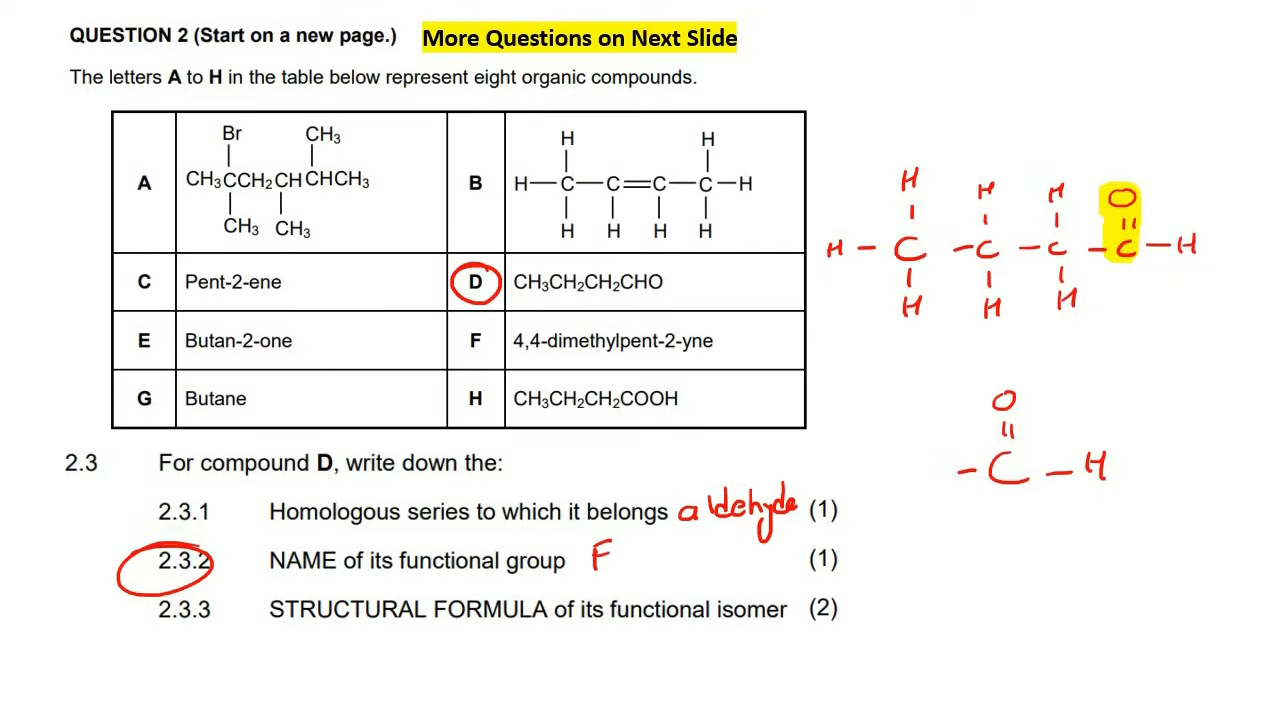 QUESTION 2 (Start on a new page.) More Questions on Next Slide
The letters A to H in the table below represent eight organic compounds.
Br CH₃
A CH₃CCH₂CHCHCH₃
CH₃ CH₃
H H
B H—C—C=C—C—H
H H H H
C Pent-2-ene D CH₃CH₂CH₂CHO
E Butan-2-one F 4,4-dimethylpent-2-yne
G Butane H CH₃CH₂CH₂COOH
H H H O
H – C – C – C – C – H
H H H
O
– C – H
2.3 For compound D, write down the:
2.3.1 Homologous series to which it belongs aldehyde (1)
2.3.2 NAME of its functional group F (1)
2.3.3 STRUCTURAL FORMULA of its functional isomer (2)